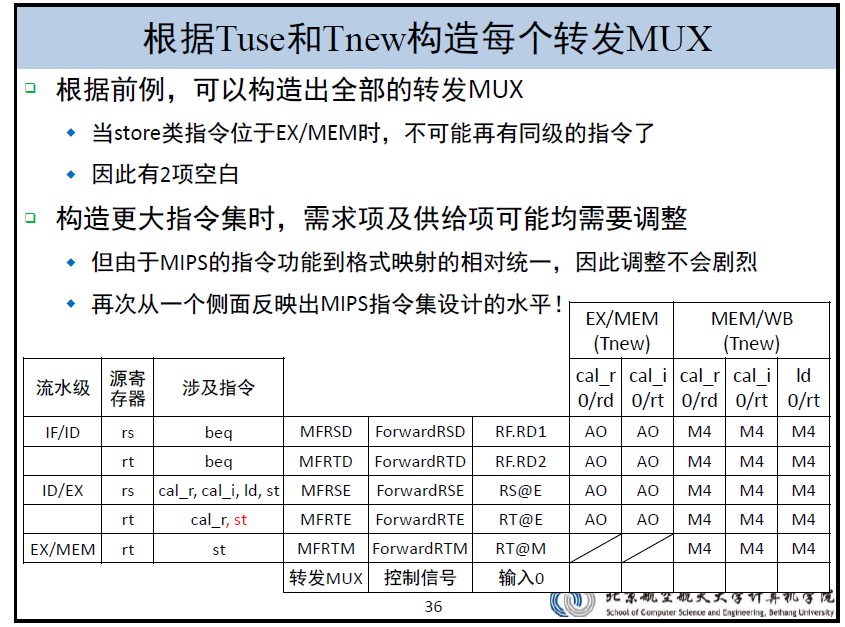 根据Tuse和Tnew构造每个转发MUX
根据前例，可以构造出全部的转发MUX
当store类指令位于EX/MEM时，不可能再有同级的指令了
因此有2项空白
构造更大指令集时，需求项及供给项可能均需要调整
但由于MIPS的指令功能到格式映射的相对统一，因此调整不会剧烈
再次从一个侧面反映出MIPS指令集设计的水平！
EX/MEM (Tnew) MEM/WB (Tnew)
流水级 源寄存器 涉及指令 cal_r 0/rd cal_i 0/rt cal_r 0/rd cal_i 0/rt ld 0/rt
IF/ID rs beq MFRSD ForwardRSD RF.RD1 AO AO M4 M4 M4
rt beq MFRTD ForwardRTD RF.RD2 AO AO M4 M4 M4
ID/EX rs cal_r, cal_i, ld, st MFRSE ForwardRSE RS@E AO AO M4 M4 M4
rt cal_r, st MFRTE ForwardRTE RT@E AO AO M4 M4 M4
EX/MEM rt st MFRTM ForwardRTM RT@M M4 M4 M4
转发MUX 控制信号 输入0
36
北京航空航天大学计算机学院
School of Computer Science and Engineering, Beihang University